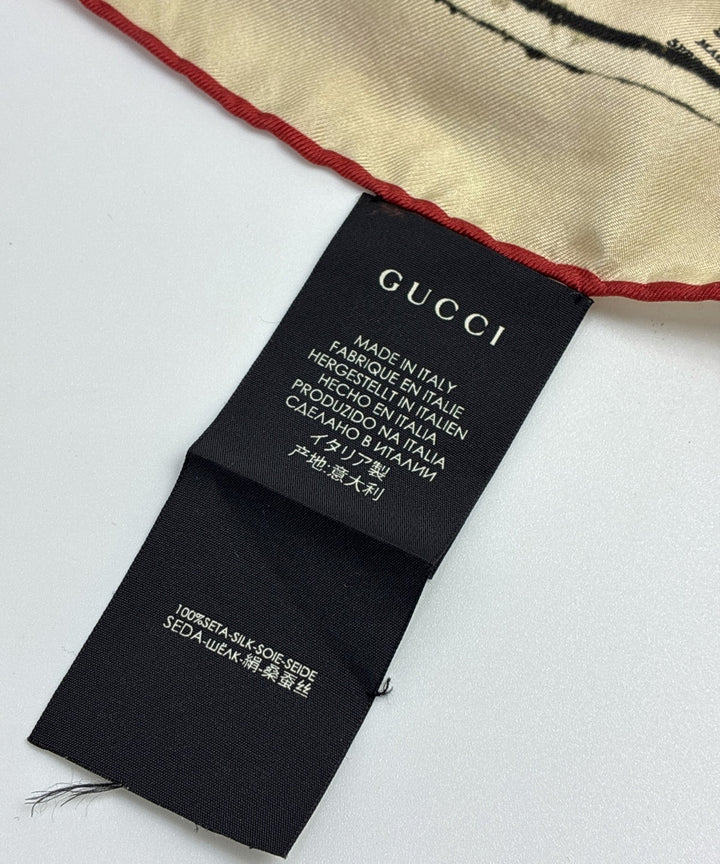 GUCCI
MADE IN ITALY
FABRIQUE EN ITALIE
HERGESTELLT IN ITALIEN
HECHO EN ITALIA
PRODUZIDO NA ITALIA
СДЕЛАНО В ИТАЛИИ
イタリア製
产地:意大利
100%SETA-SILK-SOIE-SEIDE
SEDA-ШЁЛК-絹-桑蚕丝